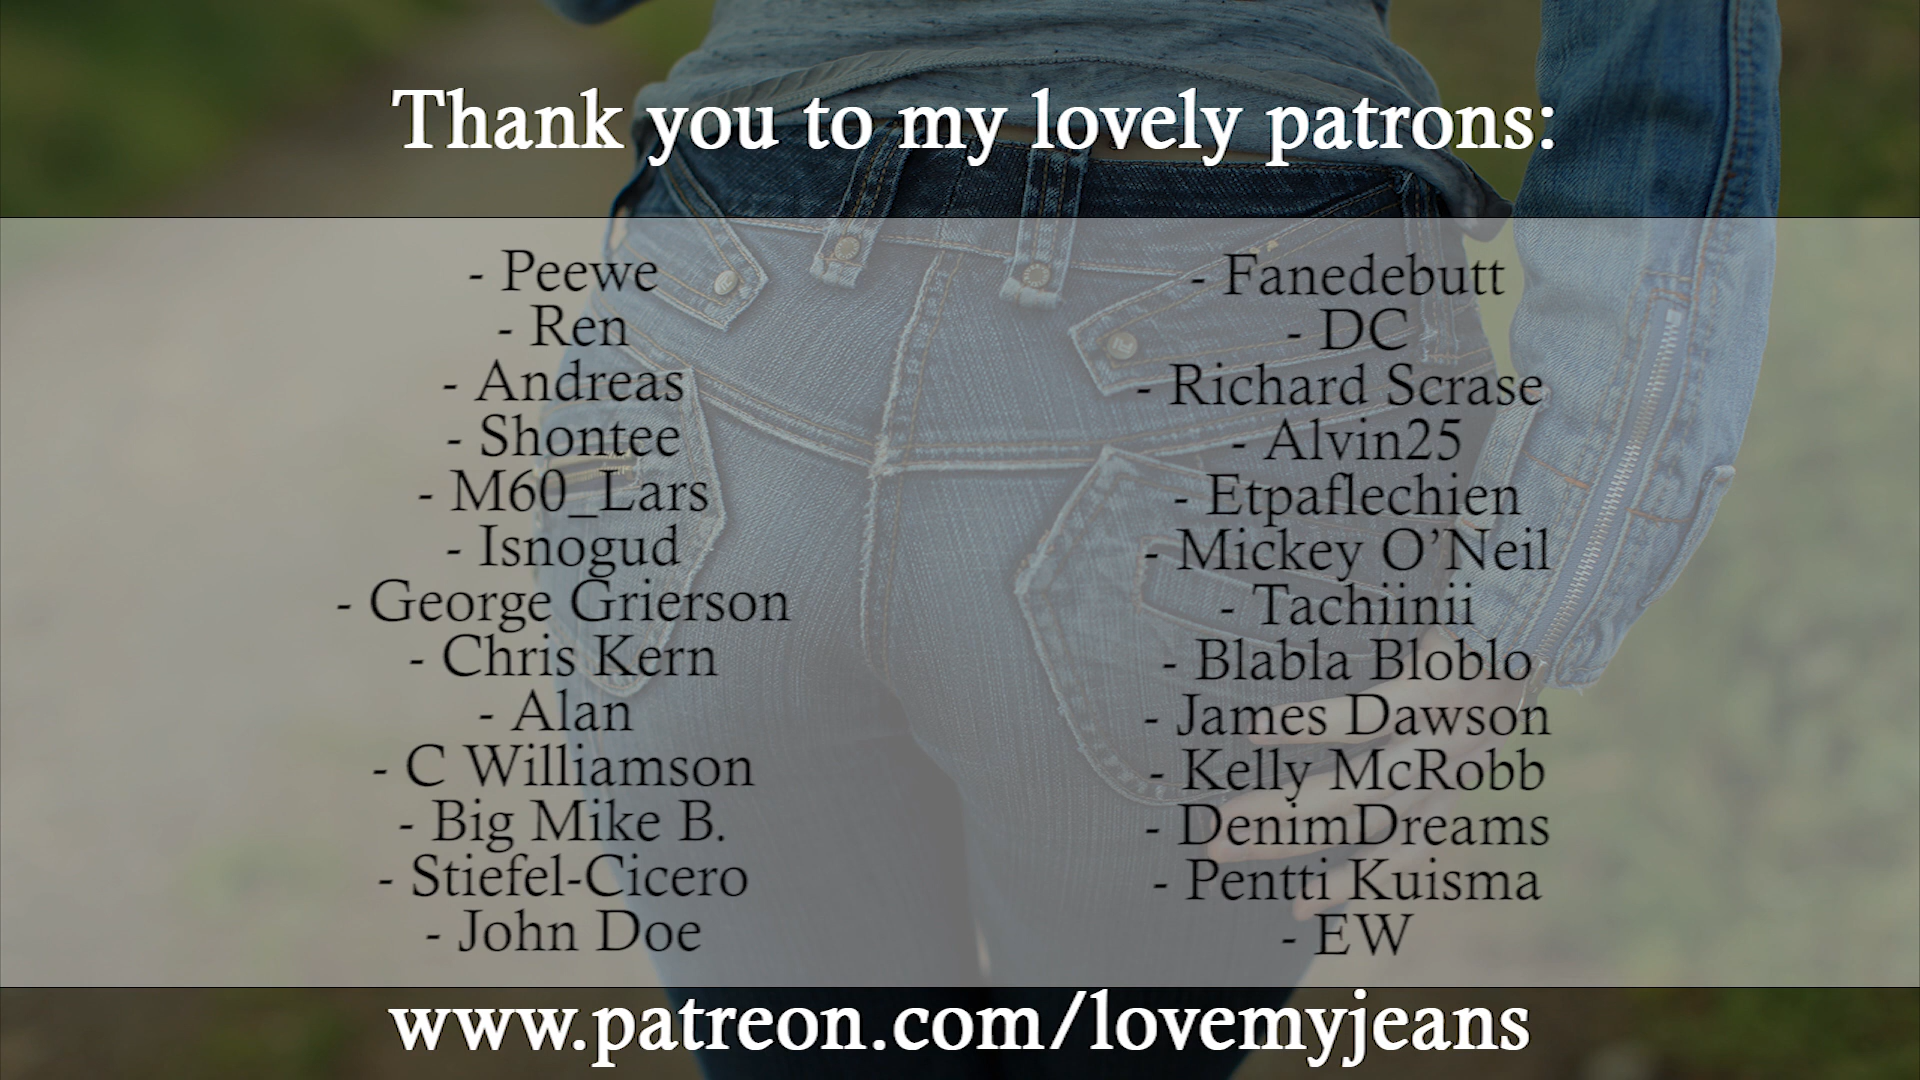 Thank you to my lovely patrons:
- Peewe
- Ren
- Andreas
- Shontee
- M60_Lars
- Isnogud
- George Grierson
- Chris Kern
- Alan
- C Williamson
- Big Mike B.
- Stiefel-Cicero
- John Doe
- Fanedebutt
- DC
- Richard Scrase
- Alvin25
- Etpaflechien
- Mickey O’Neil
- Tachiinii
- Blabla Bloblo
- James Dawson
- Kelly McRobb
- DenimDreams
- Pentti Kuisma
- EW
www.patreon.com/lovemyjeans